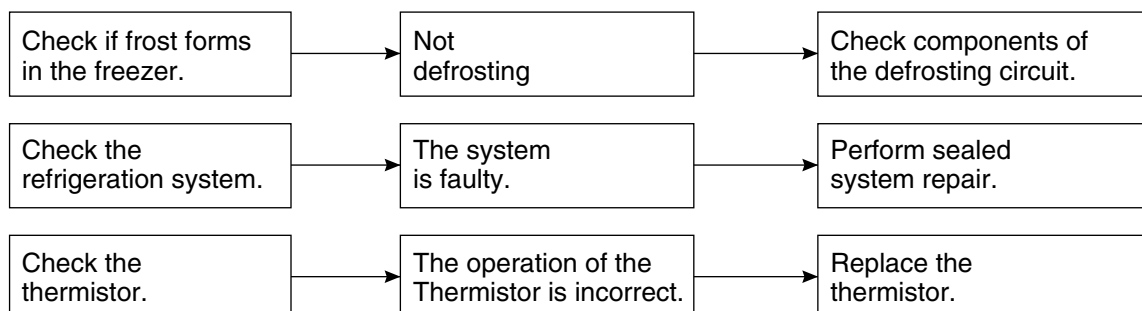 Check if frost forms
in the freezer.
Not
defrosting
Check components of
the defrosting circuit.
Check the
refrigeration system.
The system
is faulty.
Perform sealed
system repair.
Check the
thermistor.
The operation of the
Thermistor is incorrect.
Replace the
thermistor.